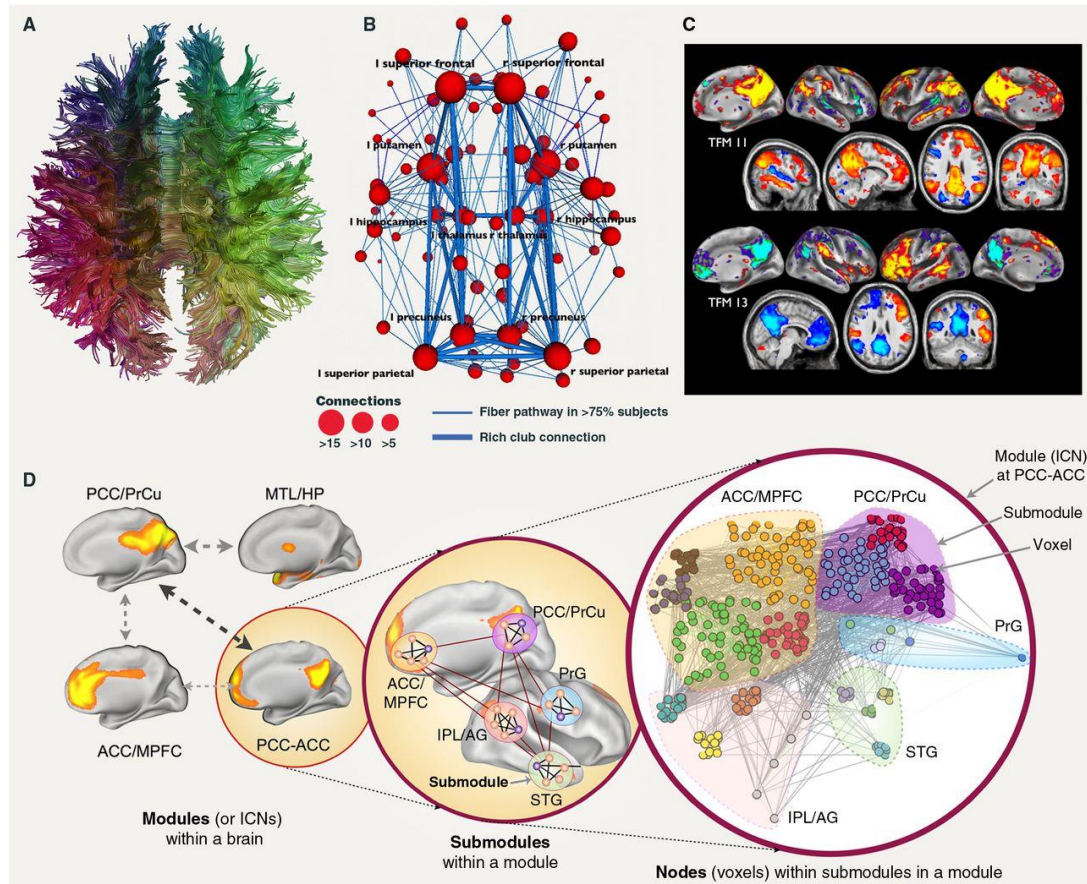 A
B
C
l superior frontal
r superior frontal
l putamen
r putamen
l hippocampus
r hippocampus
l thalamus
r thalamus
l precuneus
r precuneus
l superior parietal
r superior parietal
Connections
>15
>10
>5
Fiber pathway in >75% subjects
Rich club connection
TFM 11
TFM 13
D
PCC/PrCu
MTL/HP
ACC/MPFC
PCC-ACC
Modules (or ICNs)
within a brain
PCC/PrCu
ACC/
MPFC
PrG
IPL/AG
Submodule
STG
Submodules
within a module
ACC/MPFC
PCC/PrCu
Module (ICN)
at PCC-ACC
Submodule
Voxel
PrG
STG
IPL/AG
Nodes (voxels) within submodules in a module